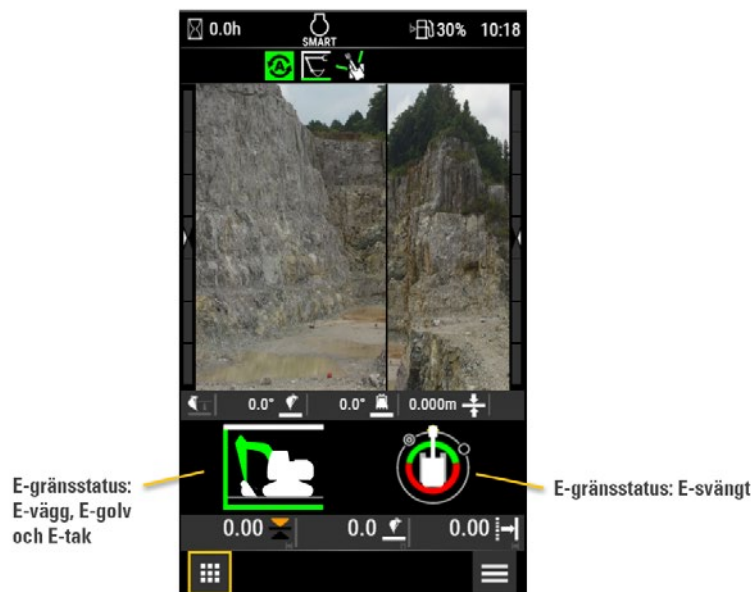 0.0h SMART 30% 10:18
0.0° 0.0° 0.000m
E-gränsstatus:
E-vägg, E-golv
och E-tak
E-gränsstatus: E-svängt
0.00 0.0 0.00